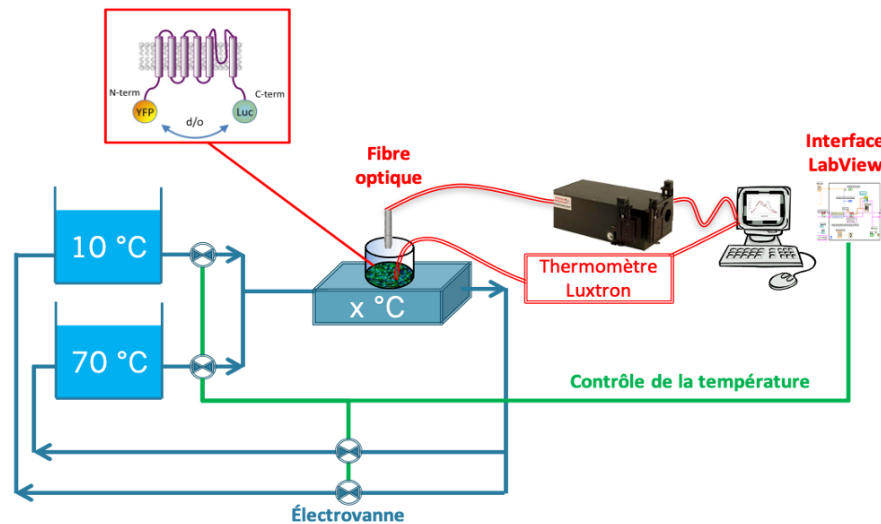 N-term
C-term
YFP
Luc
d/o
Fibre
optique
Interface
LabView
10 °C
Thermomètre
Luxtron
x °C
70 °C
Contrôle de la température
Électrovanne